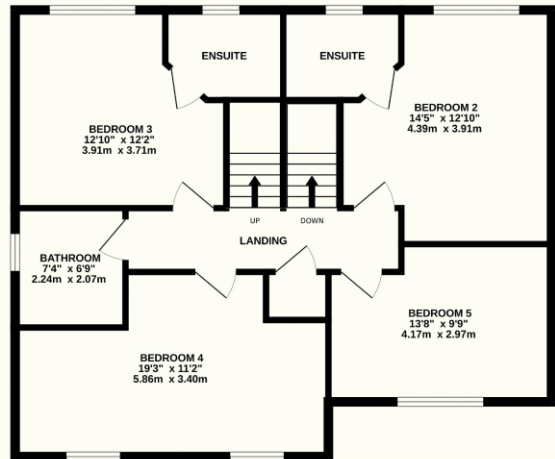 ENSUITE
ENSUITE
BEDROOM 2
14'5" x 12'10"
4.39m x 3.91m
BEDROOM 3
12'10" x 12'2"
3.91m x 3.71m
UP
DOWN
LANDING
BATHROOM
7'4" x 6'9"
2.24m x 2.07m
BEDROOM 5
13'8" x 9'9"
4.17m x 2.97m
BEDROOM 4
19'3" x 11'2"
5.86m x 3.40m